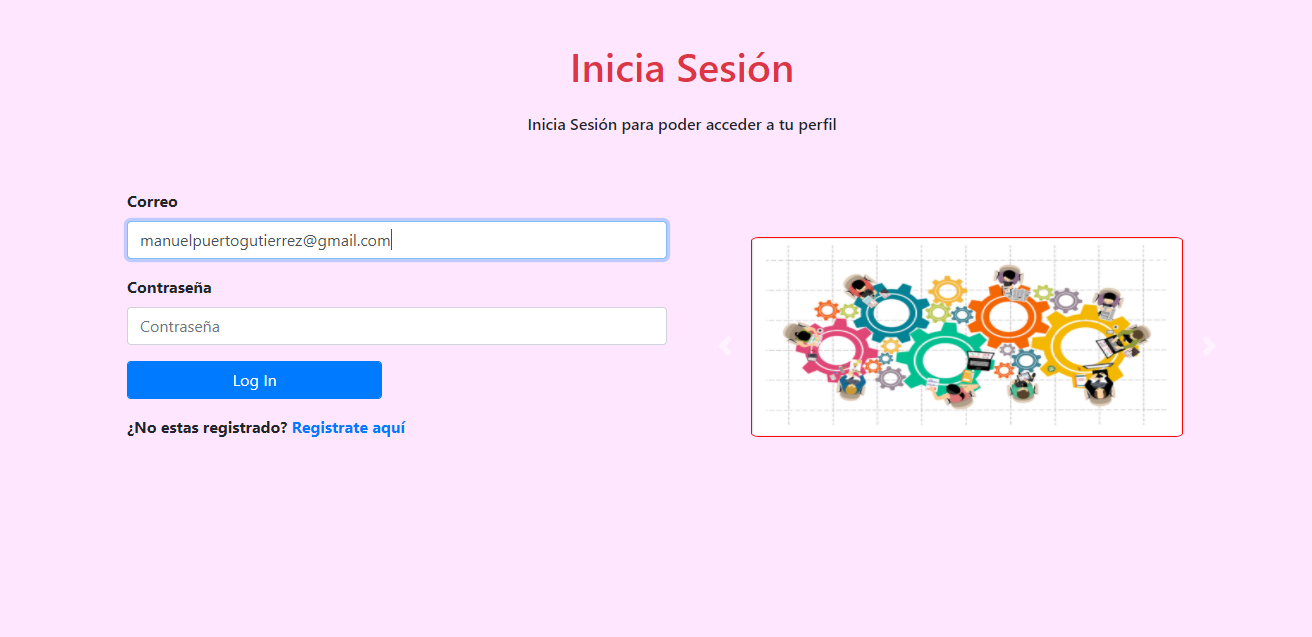 Inicia Sesión
Inicia Sesión para poder acceder a tu perfil
Correo
manuelpuertogutierrez@gmail.com
Contraseña
Contraseña
Log In
¿No estas registrado? Registrate aquí